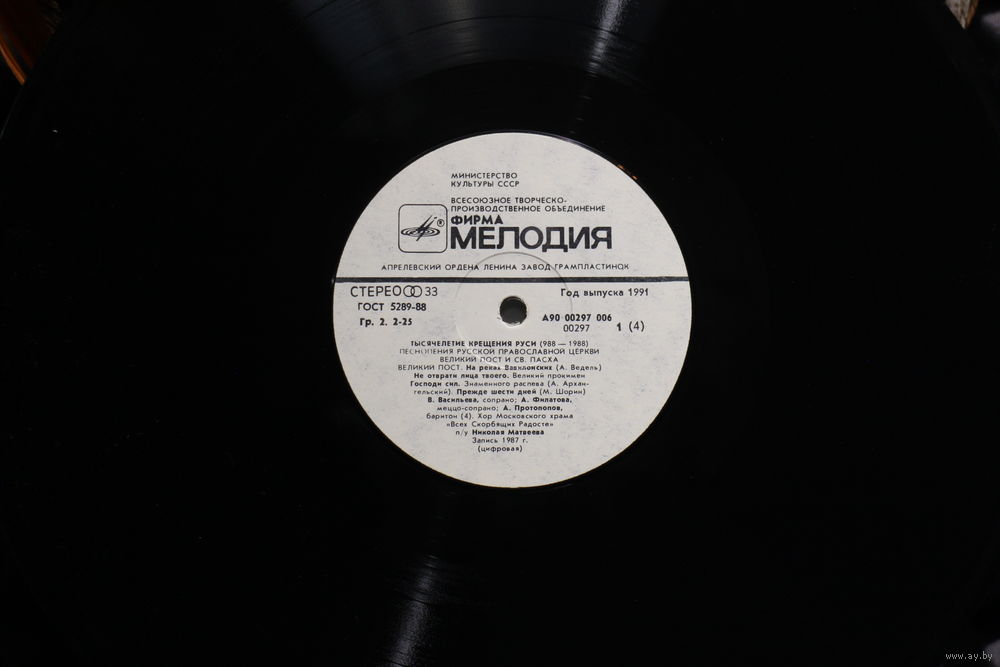 МИНИСТЕРСТВО
КУЛЬТУРЫ СССР
ВСЕСОЮЗНОЕ ТВОРЧЕСКО-
ПРОИЗВОДСТВЕННОЕ ОБЪЕДИНЕНИЕ
®
ФИРМА
МЕЛОДИЯ
АПРЕЛЕВСКИЙ ОРДЕНА ЛЕНИНА ЗАВОД ГРАМПЛАСТИНОК
СТЕРЕО 33
ГОСТ 5289-88
Гр. 2. 2-25
Год выпуска 1991
А90 00297 006
00297
1 (4)
ТЫСЯЧЕЛЕТИЕ КРЕЩЕНИЯ РУСИ (988 — 1988)
ПЕСНОПЕНИЯ РУССКОЙ ПРАВОСЛАВНОЙ ЦЕРКВИ
ВЕЛИКИЙ ПОСТ И СВ. ПАСХА
ВЕЛИКИЙ ПОСТ. На реках Вавилонских (А. Ведель)
Не отврати лица твоего. Великий прокимен
Господи сил. Знаменного распева (А.Архан-
гельский). Прежде шести дней (М. Шорин)
В. Васильева, сопрано; А. Филатова,
меццо-сопрано; А. Протопопов,
баритон (4). Хор Московского храма
«Всех Скорбящих Радосте»
п/у Николая Матвеева
Запись 1987 г.
(цифровая)
www.ay.by